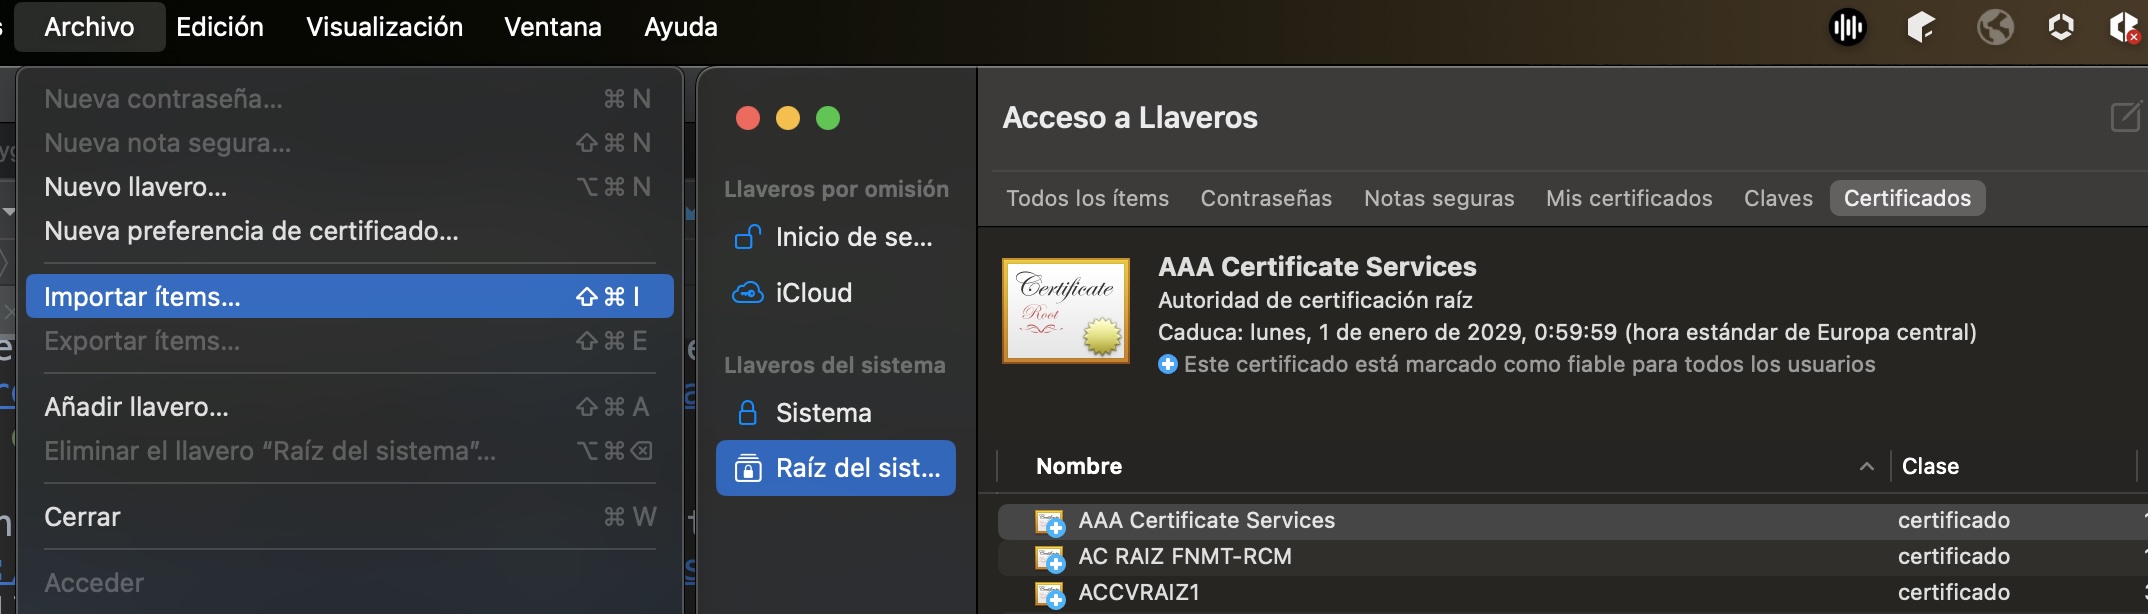 Archivo Edición Visualización Ventana Ayuda
Nueva contraseña... ⌘ N
Nueva nota segura... ⇧ ⌘ N
Nuevo llavero... ⌥ ⌘ N
Nueva preferencia de certificado...
Importar ítems... ⇧ ⌘ I
Exportar ítems... ⇧ ⌘ E
Añadir llavero... ⇧ ⌘ A
Eliminar el llavero “Raíz del sistema”... ⌥ ⌘ ⌫
Cerrar ⌘ W
Acceder
Llaveros por omisión
Inicio de se...
iCloud
Llaveros del sistema
Sistema
Raíz del sist...
Acceso a Llaveros
Todos los ítems Contraseñas Notas seguras Mis certificados Claves Certificados
Certificate
Root
AAA Certificate Services
Autoridad de certificación raíz
Caduca: lunes, 1 de enero de 2029, 0:59:59 (hora estándar de Europa central)
Este certificado está marcado como fiable para todos los usuarios
Nombre Clase
AAA Certificate Services certificado
AC RAIZ FNMT-RCM certificado
ACCVRAIZ1 certificado